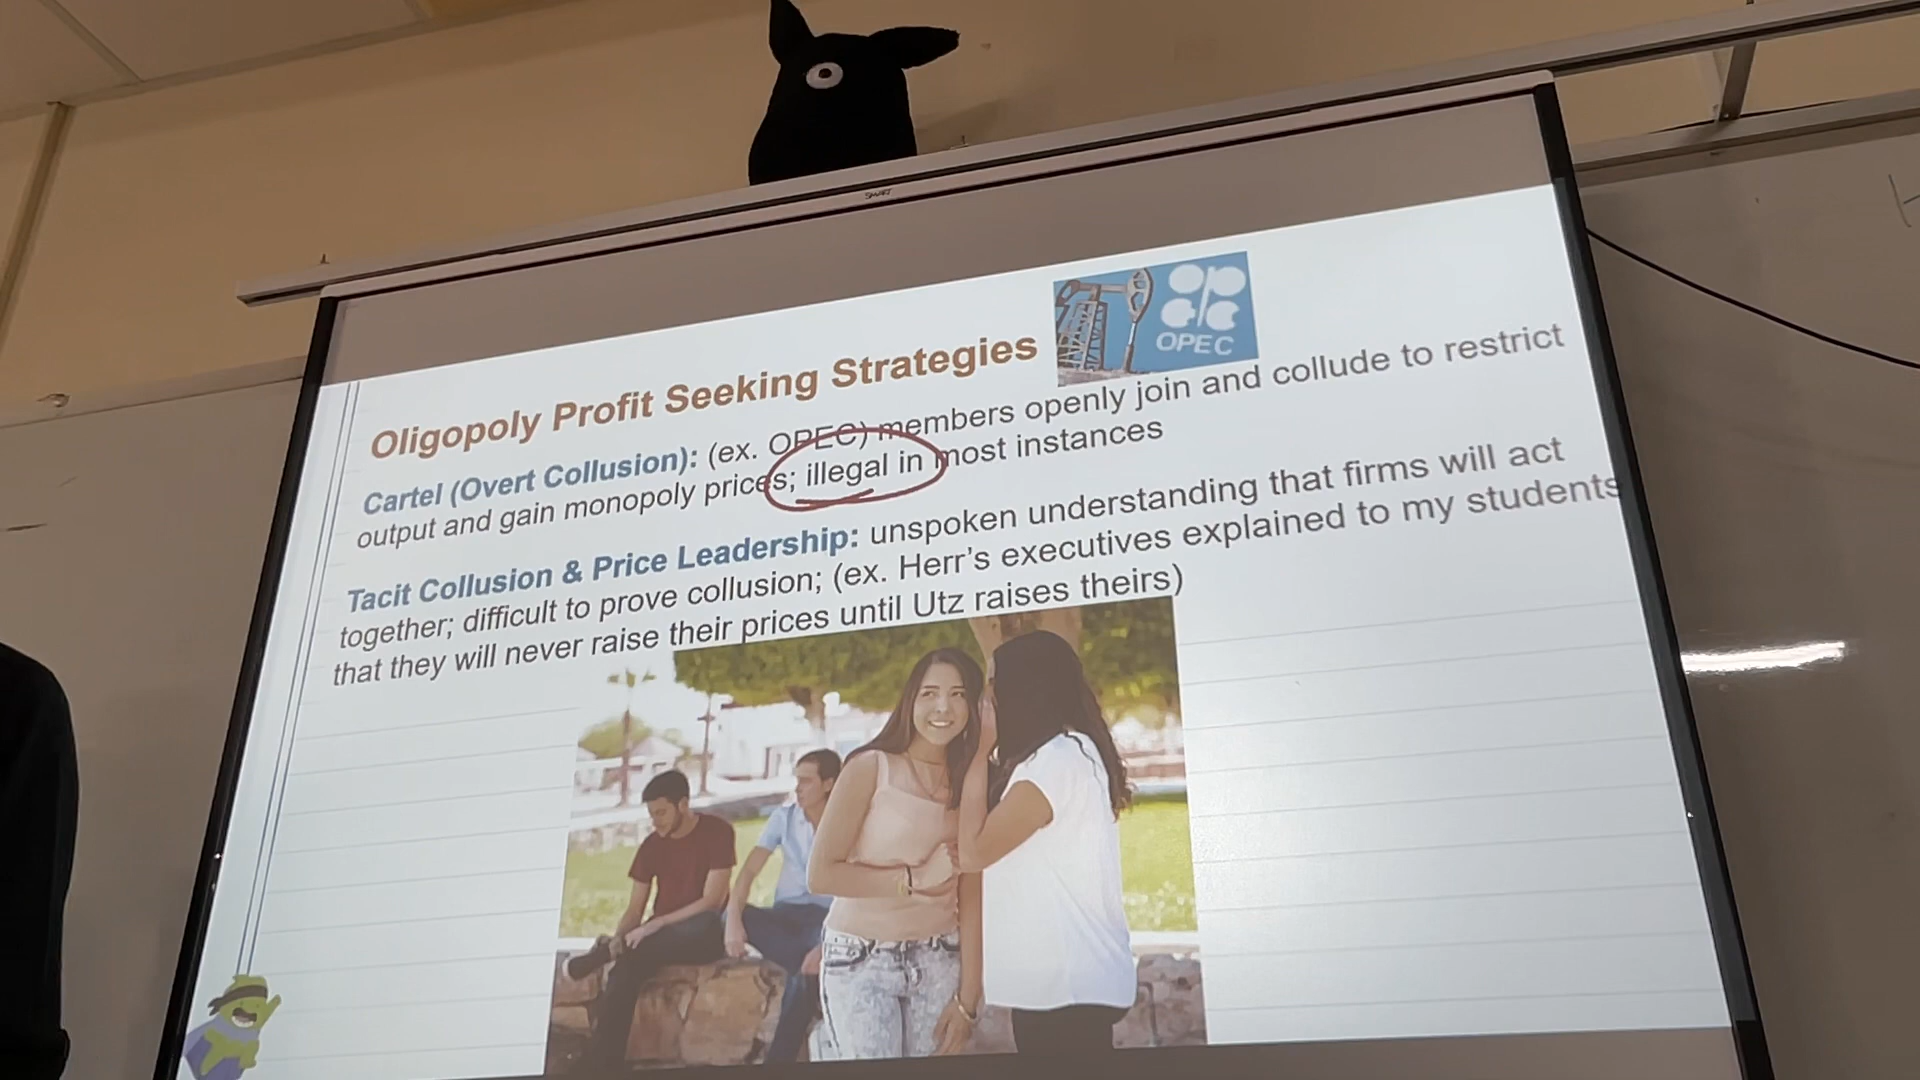 SMART
OPEC
Oligopoly Profit Seeking Strategies
Cartel (Overt Collusion): (ex. OPEC) members openly join and collude to restrict
output and gain monopoly prices; illegal in most instances
Tacit Collusion & Price Leadership: unspoken understanding that firms will act
together; difficult to prove collusion; (ex. Herr's executives explained to my students
that they will never raise their prices until Utz raises theirs)